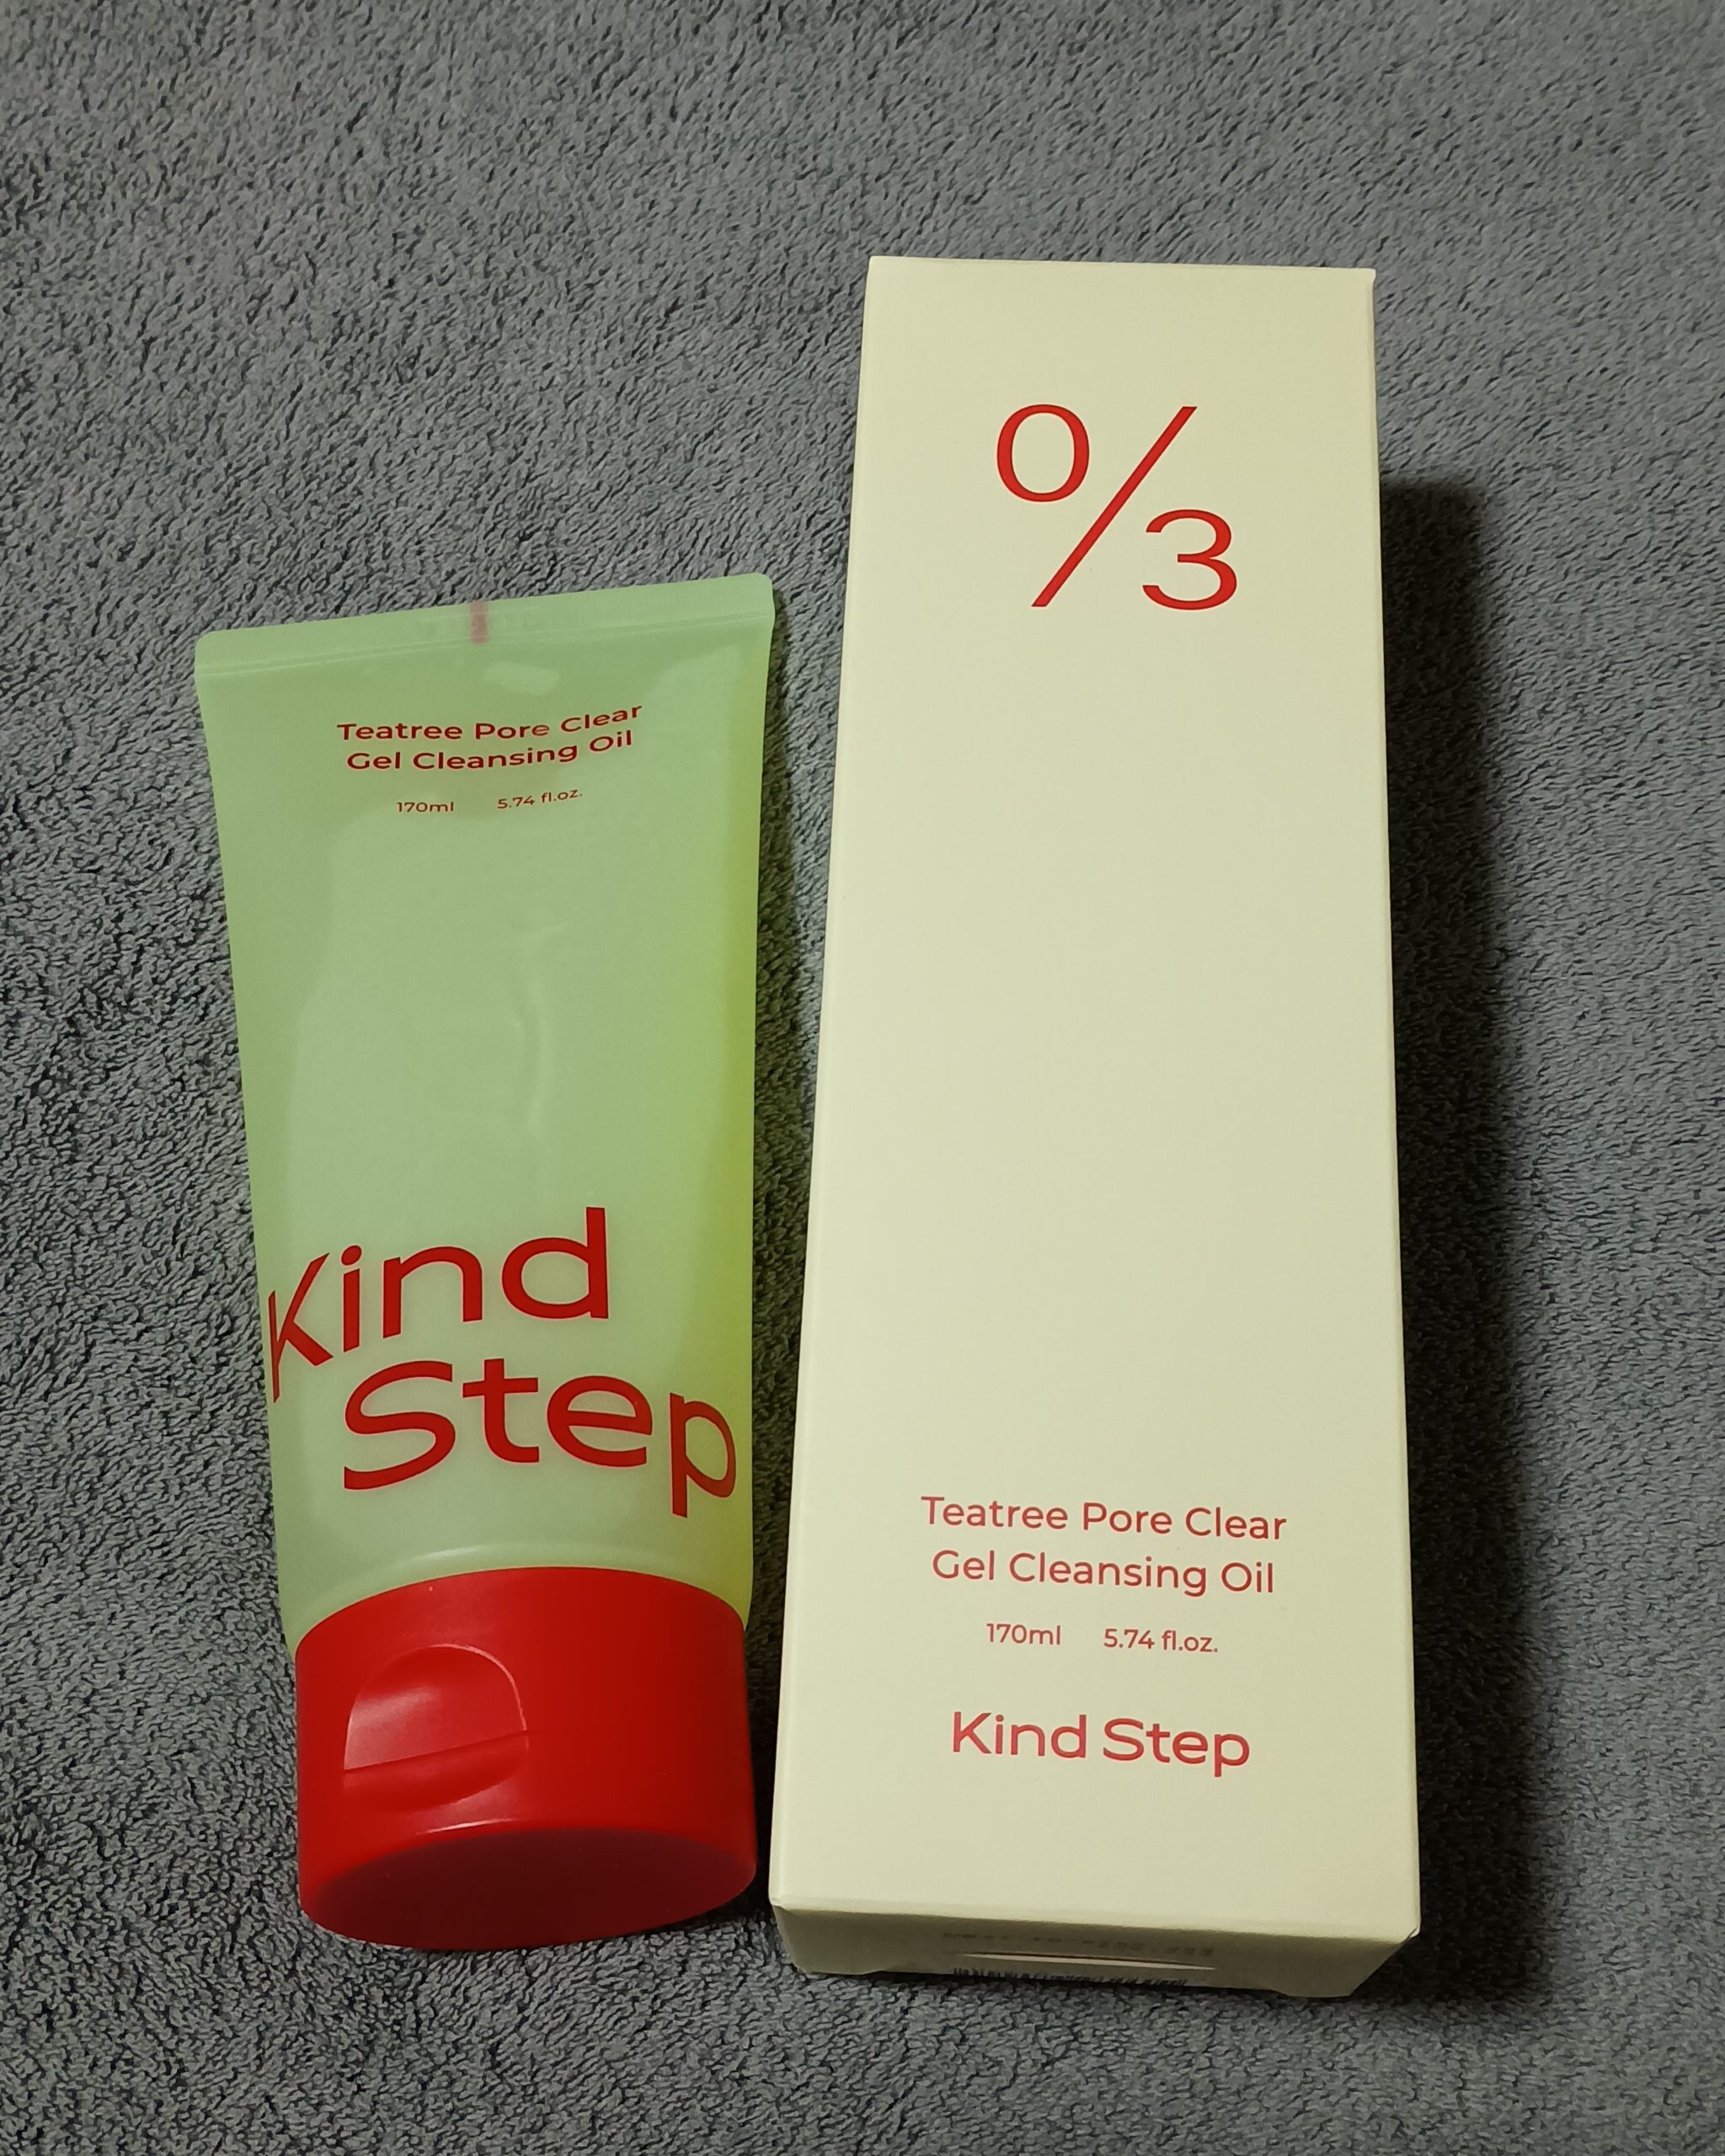 Teatree Pore Clear
Gel Cleansing Oil
170ml 5.74 fl.oz.
Kind
Step
0/3
Teatree Pore Clear
Gel Cleansing Oil
170ml 5.74 fl.oz.
Kind Step